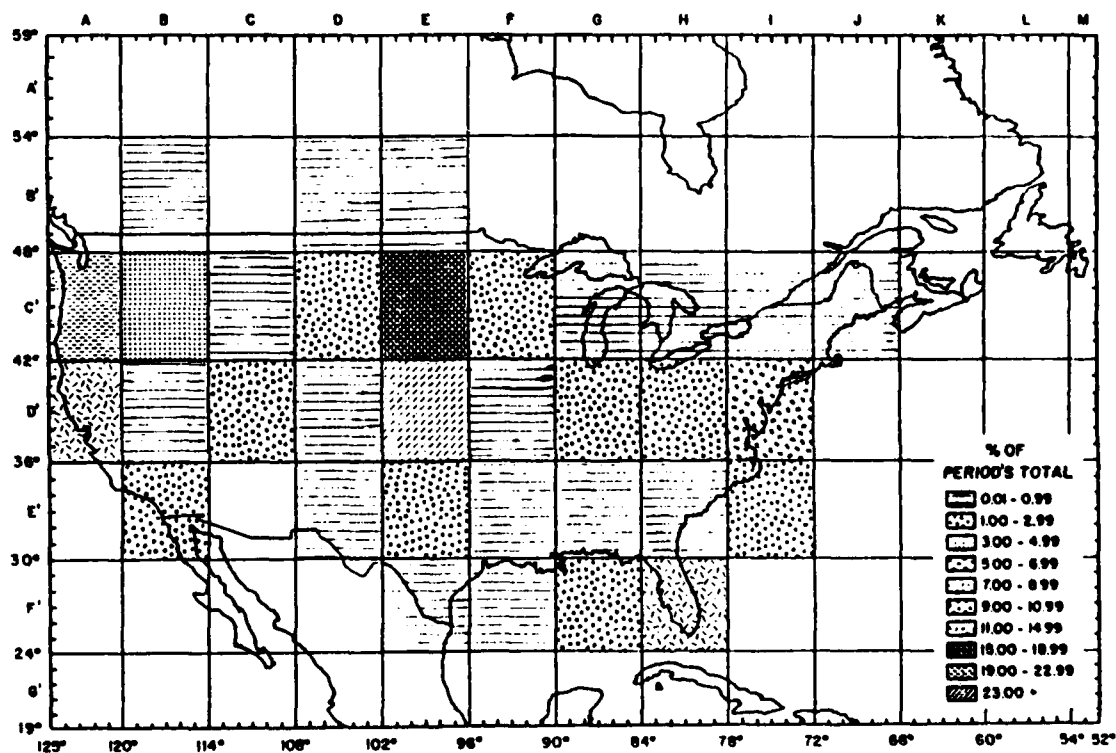 A B C D E F G H I J K L M
59°
A'
54°
B'
48°
C'
42°
D'
36°
E'
30°
F'
24°
G'
19°
% OF
PERIOD'S TOTAL
0.01 - 0.99
1.00 - 2.99
3.00 - 4.99
5.00 - 6.99
7.00 - 8.99
9.00 - 10.99
11.00 - 14.99
15.00 - 18.99
19.00 - 22.99
23.00 +
125° 120° 114° 108° 102° 96° 90° 84° 78° 72° 66° 60° 54° 52°